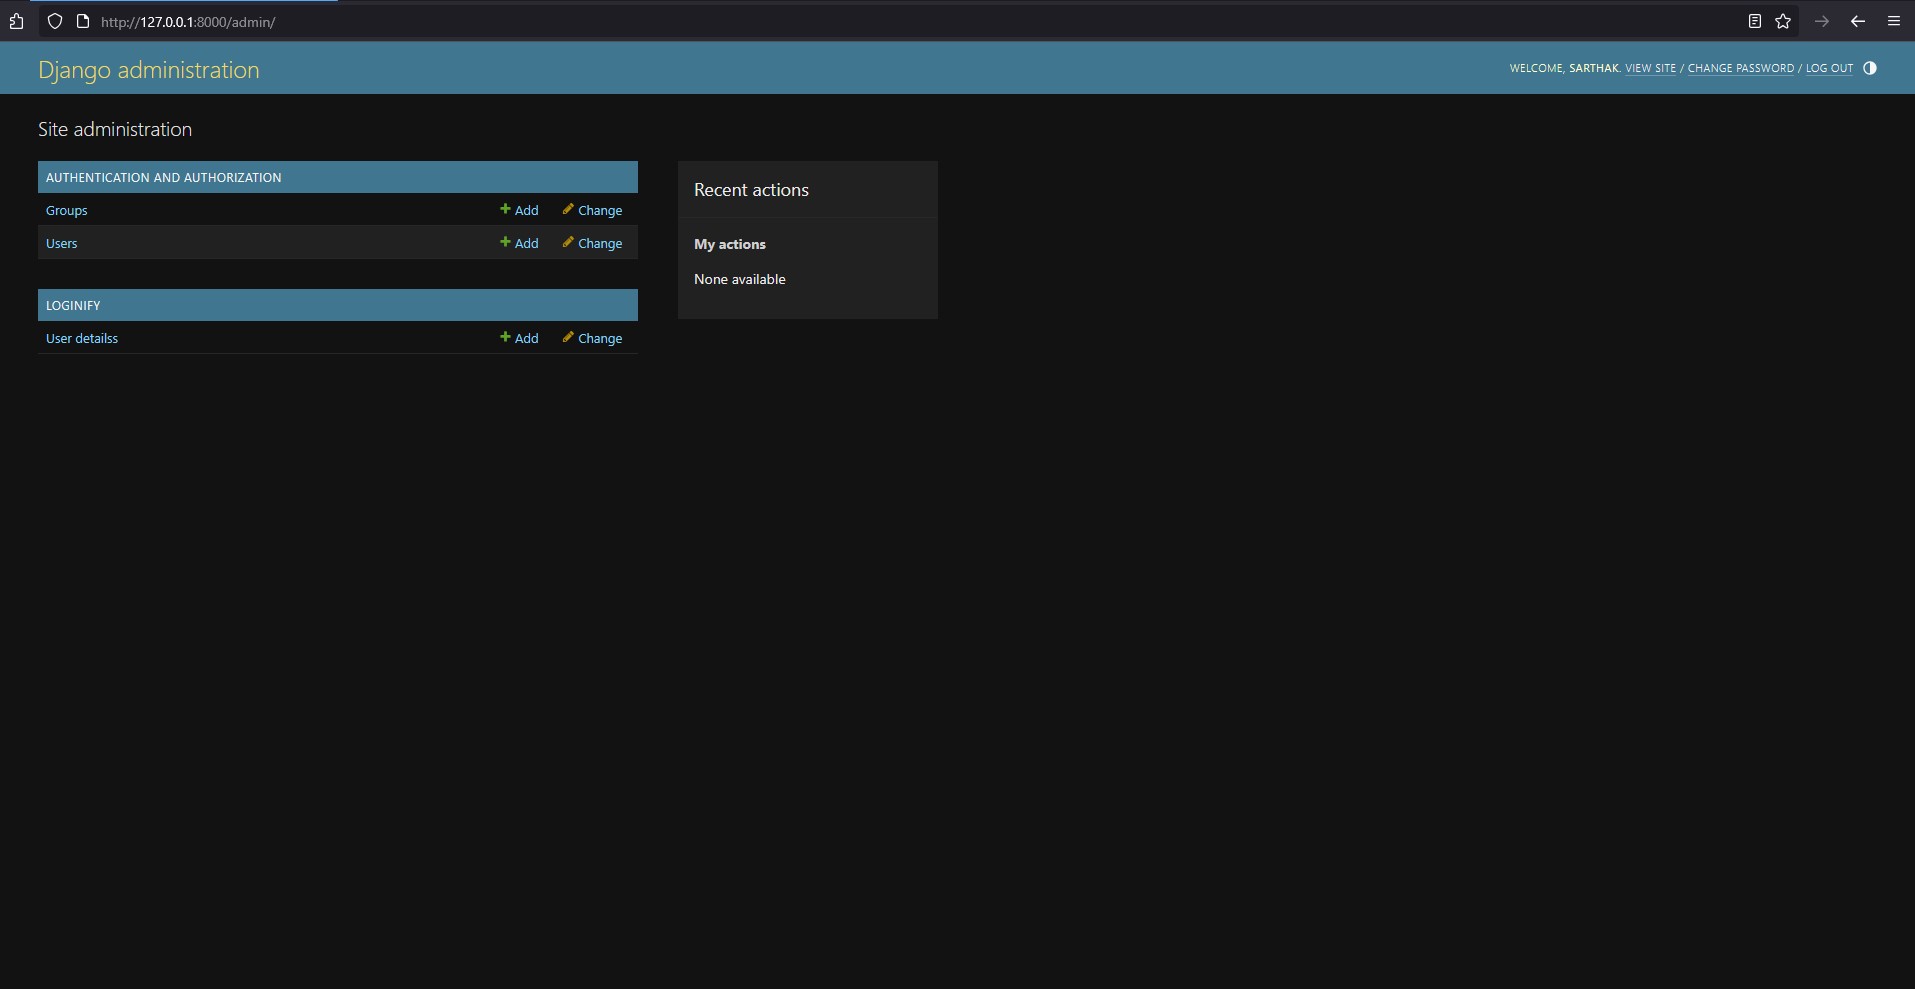 http://127.0.0.1:8000/admin/
Django administration
WELCOME, SARTHAK. VIEW SITE / CHANGE PASSWORD / LOG OUT
Site administration
AUTHENTICATION AND AUTHORIZATION
Groups Add Change
Users Add Change
LOGINIFY
User detailss Add Change
Recent actions
My actions
None available